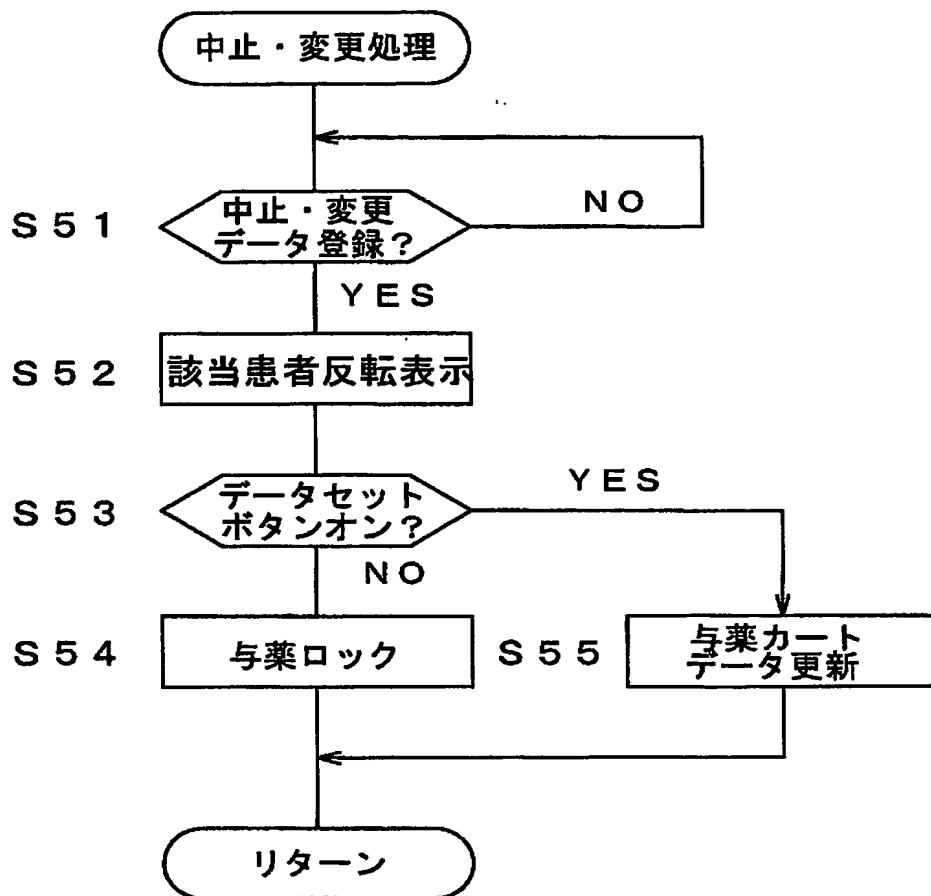 中止・変更処理
NO
S51
中止・変更
データ登録?
YES
S52
該当患者反転表示
YES
S53
データセット
ボタンオン?
NO
S54
与薬ロック
S55
与薬カート
データ更新
リターン